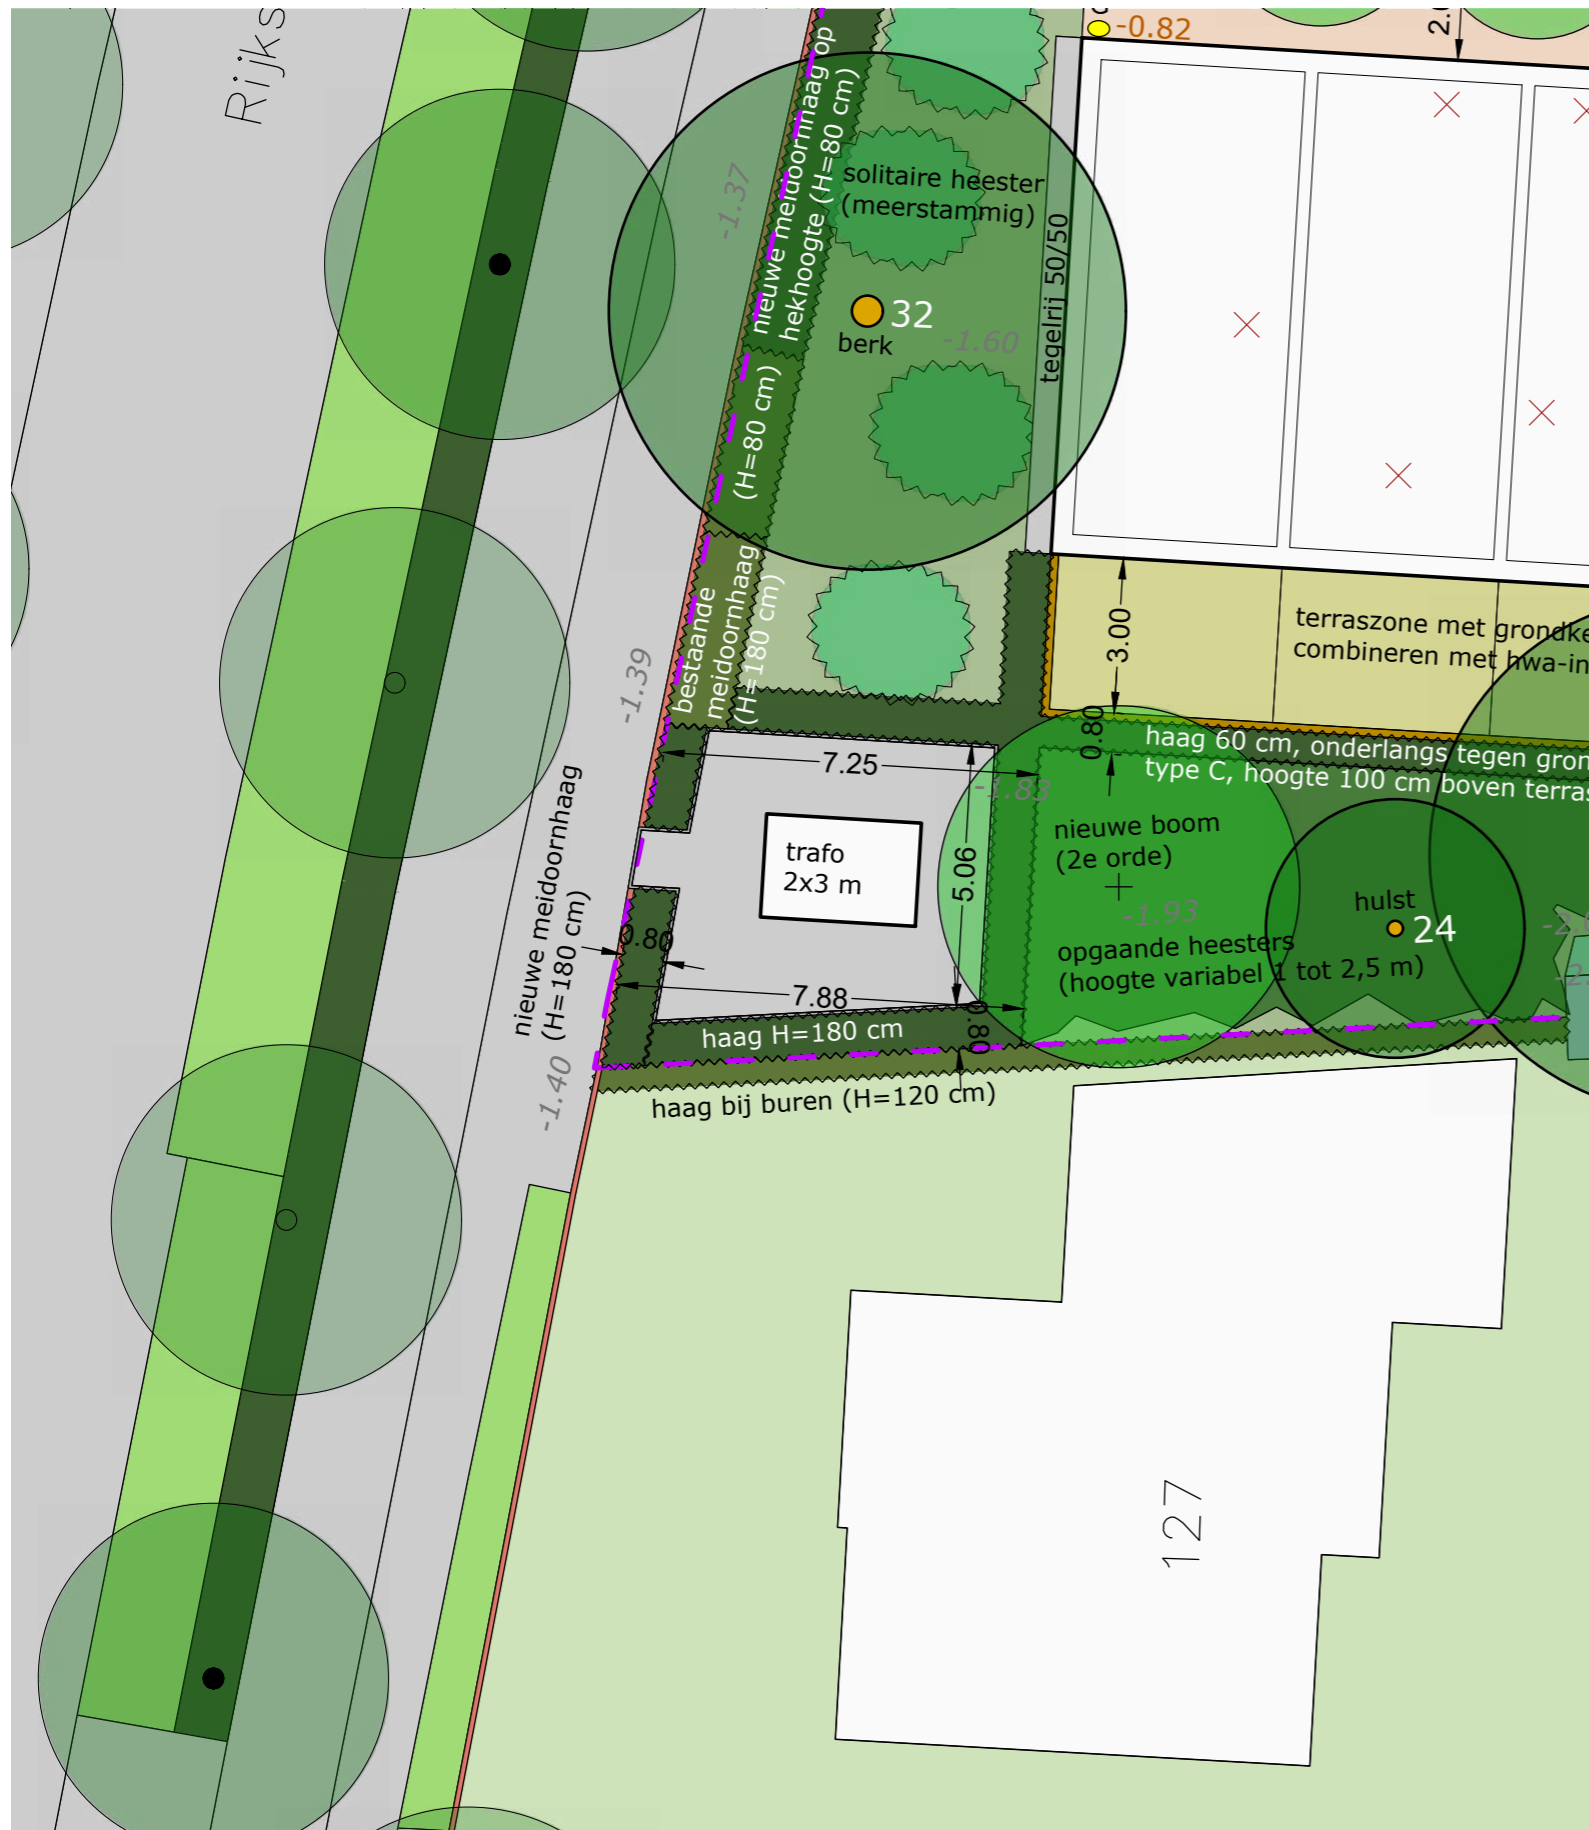 Rijks
-0.82
nieuwe meidoornhaag op
hekhoogte (H=80 cm)
-1.37
solitaire heester
(meerstammig)
tegelrij 50/50
32
berk
-1.60
(H=80 cm)
bestaande
meidoornhaag
(H=180 cm)
-1.39
3.00
terraszone met grondke
combineren met hwa-in
0.80
haag 60 cm, onderlangs tegen gron
type C, hoogte 100 cm boven terras
7.25
-1.83
nieuwe meidoornhaag
(H=180 cm)
trafo
2x3 m
5.06
nieuwe boom
(2e orde)
-1.93
hulst
24
0.80
opgaande heesters
(hoogte variabel 1 tot 2,5 m)
7.88
0.80
haag H=180 cm
-1.40
haag bij buren (H=120 cm)
127